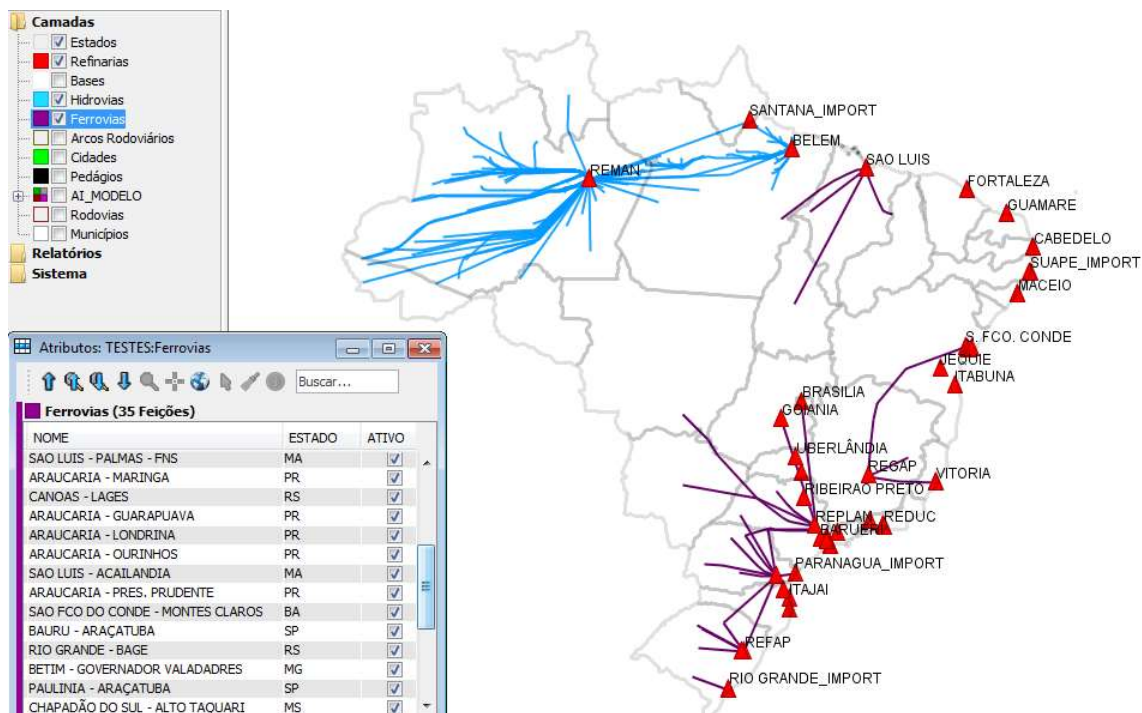 Camadas
Estados
Refinarias
Bases
Hidrovias
Ferrovias
Arcos Rodoviários
Cidades
Pedágios
AI_MODELO
Rodovias
Municípios
Relatórios
Sistema
SANTANA_IMPORT
BELEM
REMAN
SAO LUIS
FORTALEZA
GUAMARE
CABEDELO
SUAPE_IMPORT
MACEIO
S. FCO. CONDE
JEQUIE
ITABUNA
BRASILIA
GOIANIA
UBERLÂNDIA
REGAP
VITORIA
RIBEIRAO PRETO
REPLAN
REDUC
BARUERI
PARANAGUA_IMPORT
ITAJAI
REFAP
RIO GRANDE_IMPORT
Atributos: TESTES:Ferrovias
Buscar...
Ferrovias (35 Feições)
NOME ESTADO ATIVO
SAO LUIS - PALMAS - FNS MA
ARAUCARIA - MARINGA PR
CANOAS - LAGES RS
ARAUCARIA - GUARAPUAVA PR
ARAUCARIA - LONDRINA PR
ARAUCARIA - OURINHOS PR
SAO LUIS - ACAILANDIA MA
ARAUCARIA - PRES. PRUDENTE PR
SAO FCO DO CONDE - MONTES CLAROS BA
BAURU - ARAÇATUBA SP
RIO GRANDE - BAGE RS
BETIM - GOVERNADOR VALADADRES MG
PAULINIA - ARAÇATUBA SP
CHAPADÃO DO SUL - ALTO TAQUARI MS